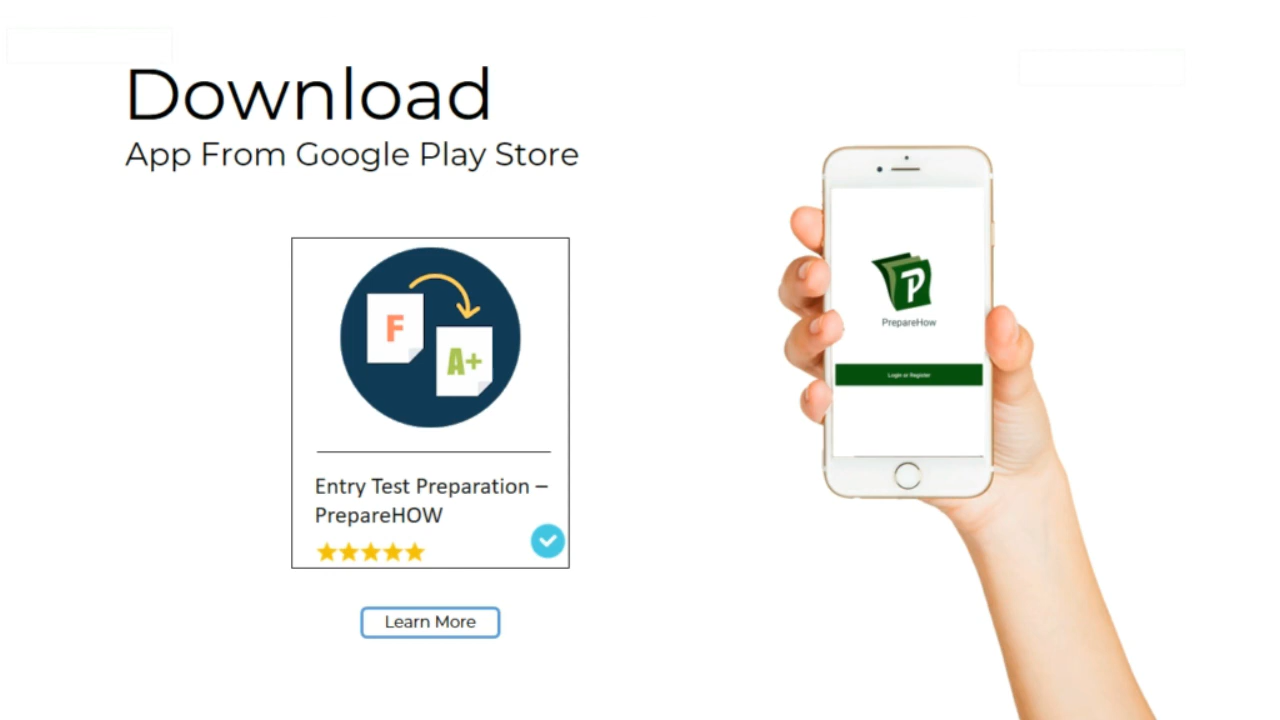 Download
App From Google Play Store
F
A+
Entry Test Preparation –
PrepareHOW
Learn More
P
PrepareHow
Login or Register